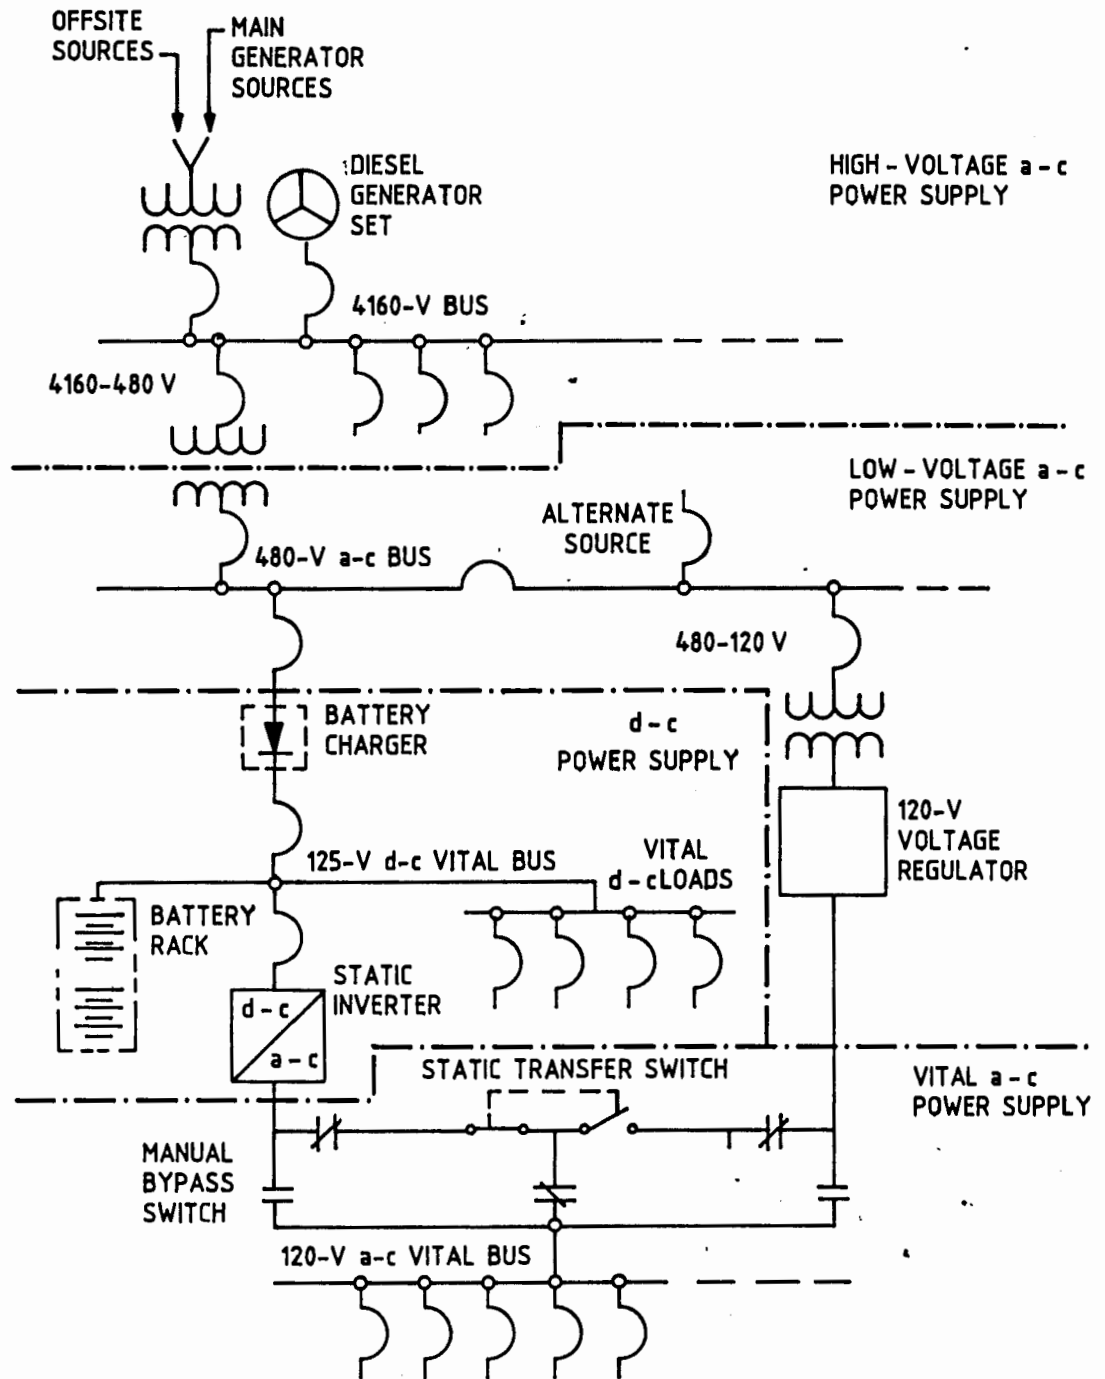 OFFSITE
SOURCES
MAIN
GENERATOR
SOURCES
DIESEL
GENERATOR
SET
HIGH-VOLTAGE a-c
POWER SUPPLY
4160-V BUS
4160-480 V
LOW-VOLTAGE a-c
POWER SUPPLY
ALTERNATE
SOURCE
480-V a-c BUS
480-120 V
BATTERY
CHARGER
d-c
POWER SUPPLY
120-V
VOLTAGE
REGULATOR
125-V d-c VITAL BUS
VITAL
d-c LOADS
BATTERY
RACK
STATIC
INVERTER
d-c
a-c
STATIC TRANSFER SWITCH
VITAL a-c
POWER SUPPLY
MANUAL
BYPASS
SWITCH
120-V a-c VITAL BUS